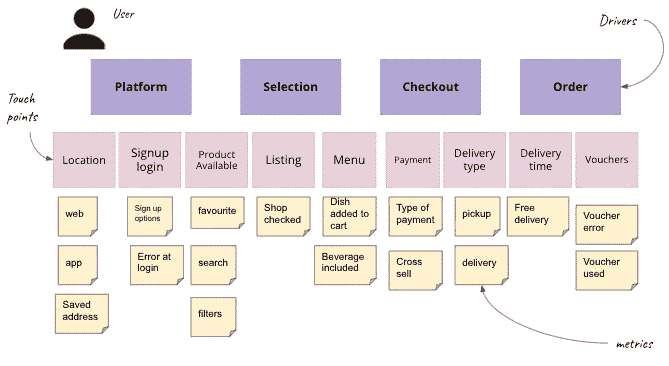 User
Drivers
Platform
Selection
Checkout
Order
Touch
points
Location
Signup
login
Product
Available
Listing
Menu
Payment
Delivery
type
Delivery
time
Vouchers
web
Sign up
options
favourite
Shop
checked
Dish
added to
cart
Type of
payment
pickup
Free
delivery
Voucher
error
app
Error at
login
search
Beverage
included
Cross
sell
delivery
Voucher
used
Saved
address
filters
metrics